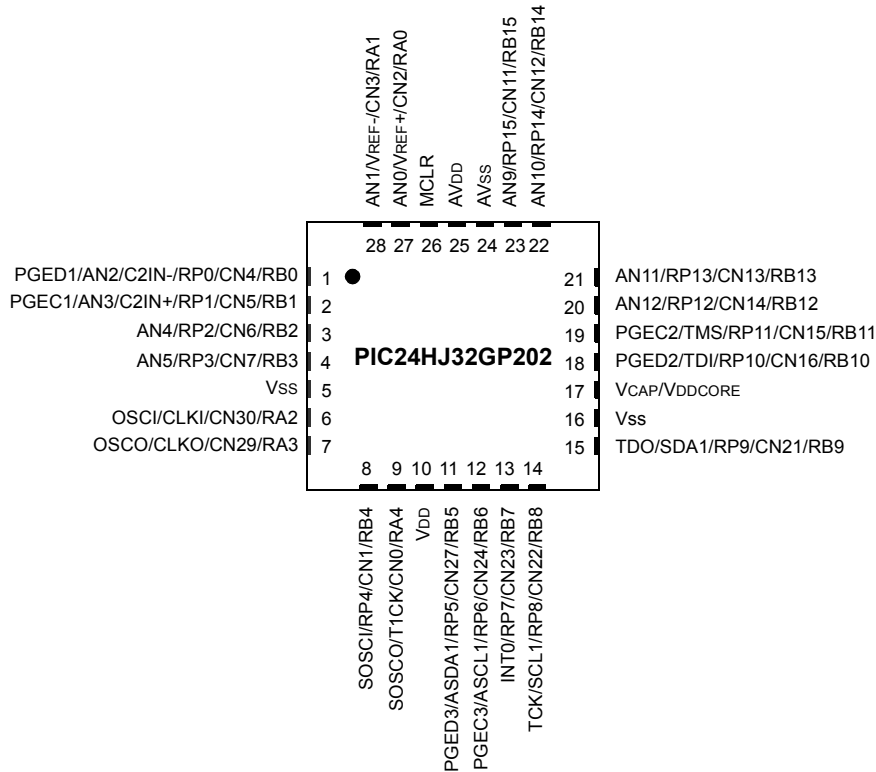 AN1/VREF-/CN3/RA1
AN0/VREF+/CN2/RA0
MCLR
AVDD
AVSS
AN9/RP15/CN11/RB15
AN10/RP14/CN12/RB14
28 27 26 25 24 23 22
PGED1/AN2/C2IN-/RP0/CN4/RB0 1
PGEC1/AN3/C2IN+/RP1/CN5/RB1 2
AN4/RP2/CN6/RB2 3
AN5/RP3/CN7/RB3 4
VSS 5
OSCI/CLKI/CN30/RA2 6
OSCO/CLKO/CN29/RA3 7
PIC24HJ32GP202
21 AN11/RP13/CN13/RB13
20 AN12/RP12/CN14/RB12
19 PGEC2/TMS/RP11/CN15/RB11
18 PGED2/TDI/RP10/CN16/RB10
17 VCAP/VDDCORE
16 Vss
15 TDO/SDA1/RP9/CN21/RB9
8 9 10 11 12 13 14
SOSCI/RP4/CN1/RB4
SOSCO/T1CK/CN0/RA4
VDD
PGED3/ASDA1/RP5/CN27/RB5
PGEC3/ASCL1/RP6/CN24/RB6
INT0/RP7/CN23/RB7
TCK/SCL1/RP8/CN22/RB8